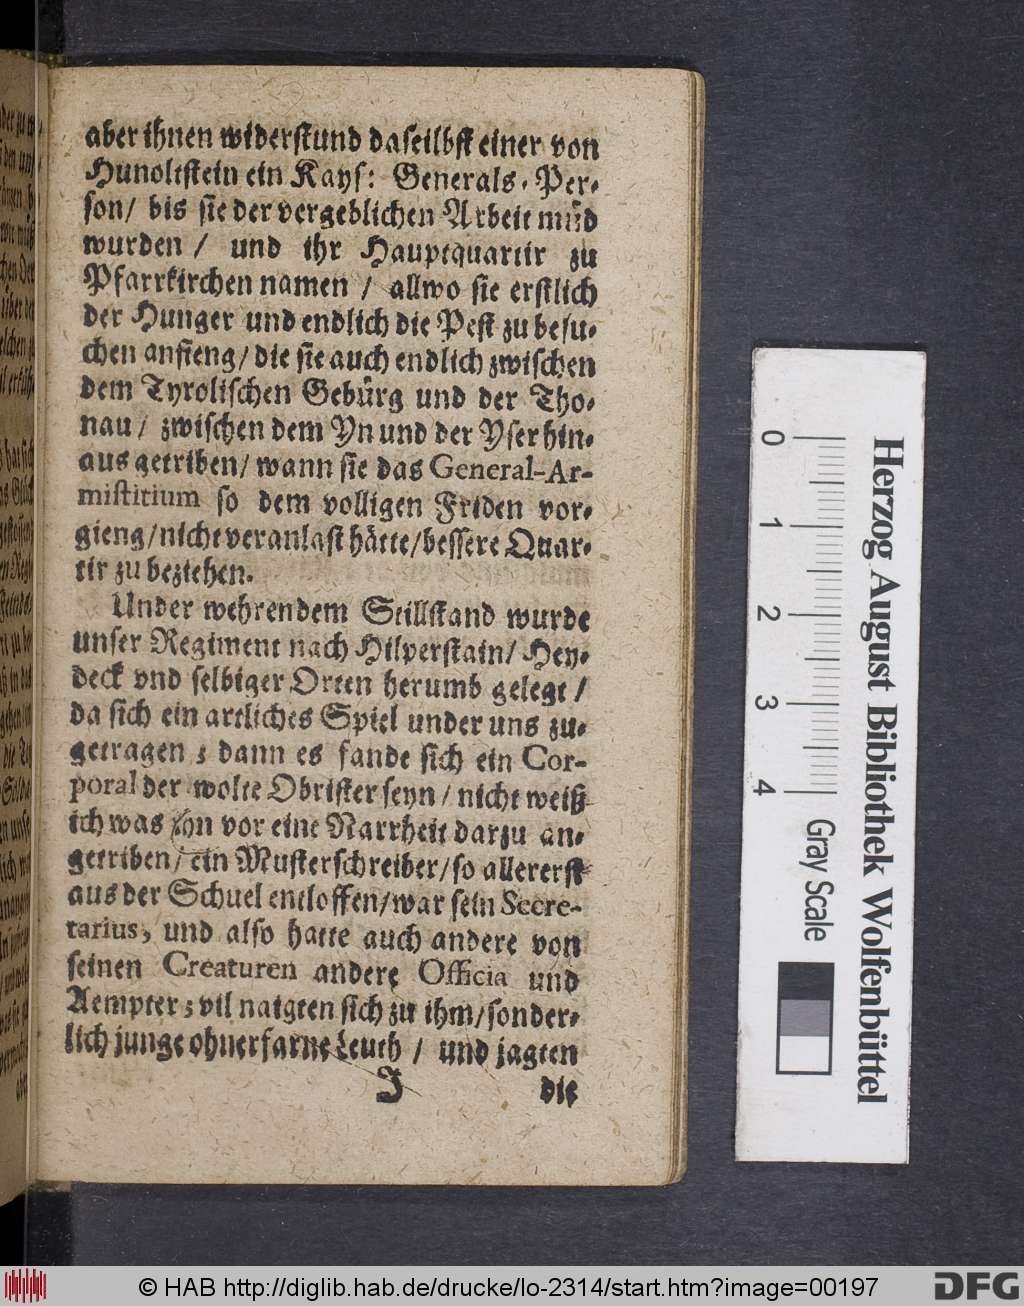 aber ihnen widerstund daseilbst einer von
Hunoltstein ein Kays: Generals-Per-
son/ bis sie der vergeblichen Arbeit müd
wurden / und ihr Hauptquartir zu
Pfarrkirchen namen / allwo sie erstlich
der Hunger und endlich die Pest zu besu-
chen anfieng/ die sie auch endlich zwischen
dem Tyrolischen Gebürg und der Tho-
nau / zwischen dem Yn und der Yser hin-
aus getriben/ wann sie das General-Ar-
mistitium so dem volligen Friden vor-
gieng/nicht veranlast hätte/bessere Quar-
tir zu beziehen.
Under wehrendem Stillstand wurde
unser Regiment nach Hilperstain/ Hey-
deck vnd selbiger Orten herumb gelegt /
da sich ein artliches Spiel under uns zu-
getragen ; dann es fande sich ein Cor-
poral der wolte Obrister seyn / nicht weiß
ich was ihn vor eine Narrheit darzu an-
getriben/ ein Musterschreiber/so allererst
aus der Schuel entloffen/war sein Secre-
tarius, und also hatte auch andere von
seinen Creaturen andere Officia und
Aempter; vil naigten sich zu ihm/sonder-
lich junge ohnerfarne Leuth / und jagten
J die
0 1 2 3 4
Gray Scale
Herzog August Bibliothek Wolfenbüttel
© HAB http://diglib.hab.de/drucke/lo-2314/start.htm?image=00197
DFG